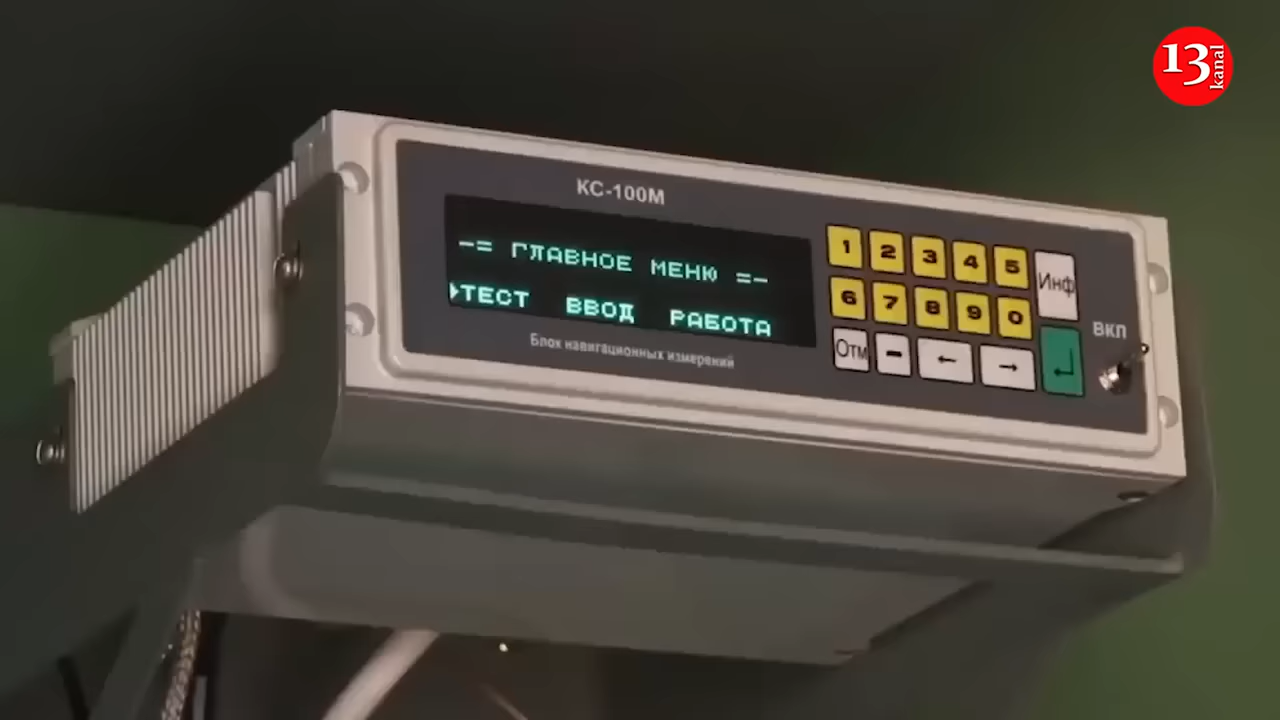 13 kanal
КС-100М
-= ГЛАВНОЕ МЕНЮ =-
ТЕСТ ВВОД РАБОТА
Блок навигационных измерений
1 2 3 4 5 Инф
6 7 8 9 0
Отм - ← →
ВКЛ